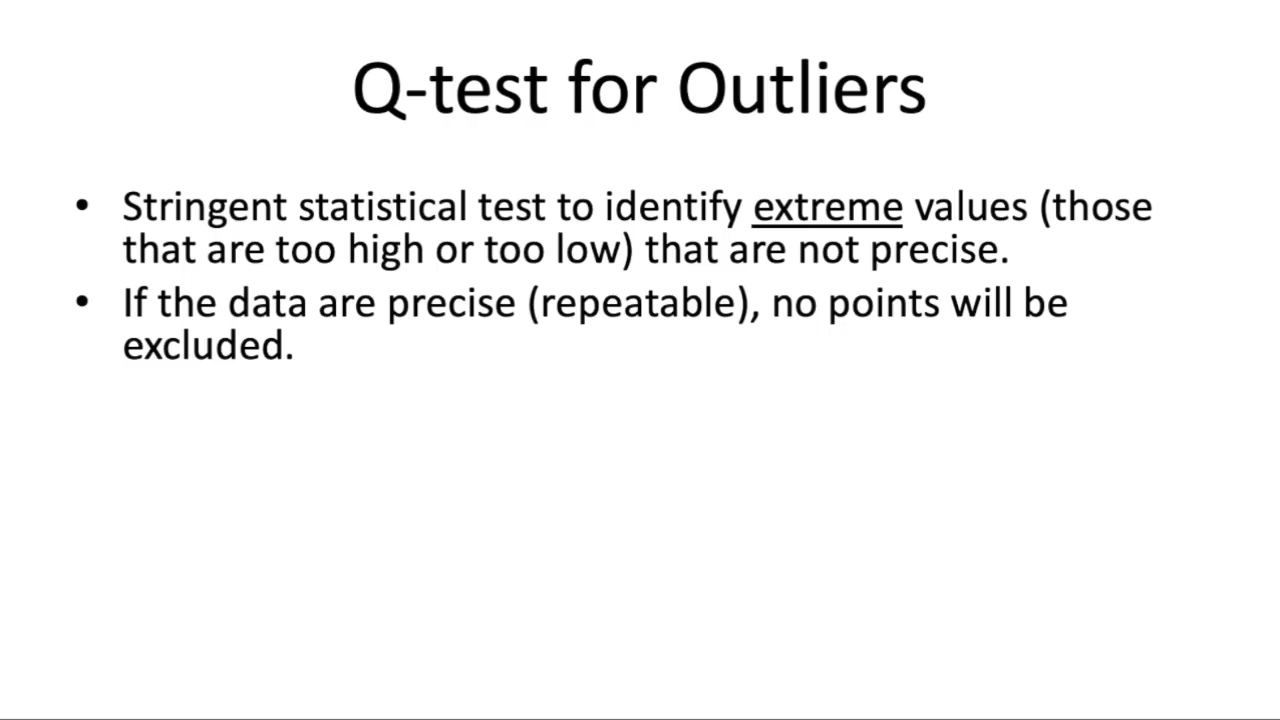 Q-test for Outliers
• Stringent statistical test to identify extreme values (those
that are too high or too low) that are not precise.
• If the data are precise (repeatable), no points will be
excluded.